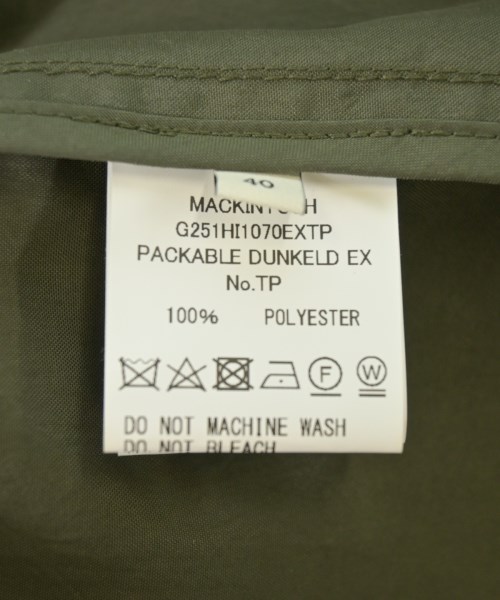 40
MACKINTOSH
G251HI1070EXTP
PACKABLE DUNKELD EX
No.TP
100% POLYESTER
F W
DO NOT MACHINE WASH
DO NOT BLEACH